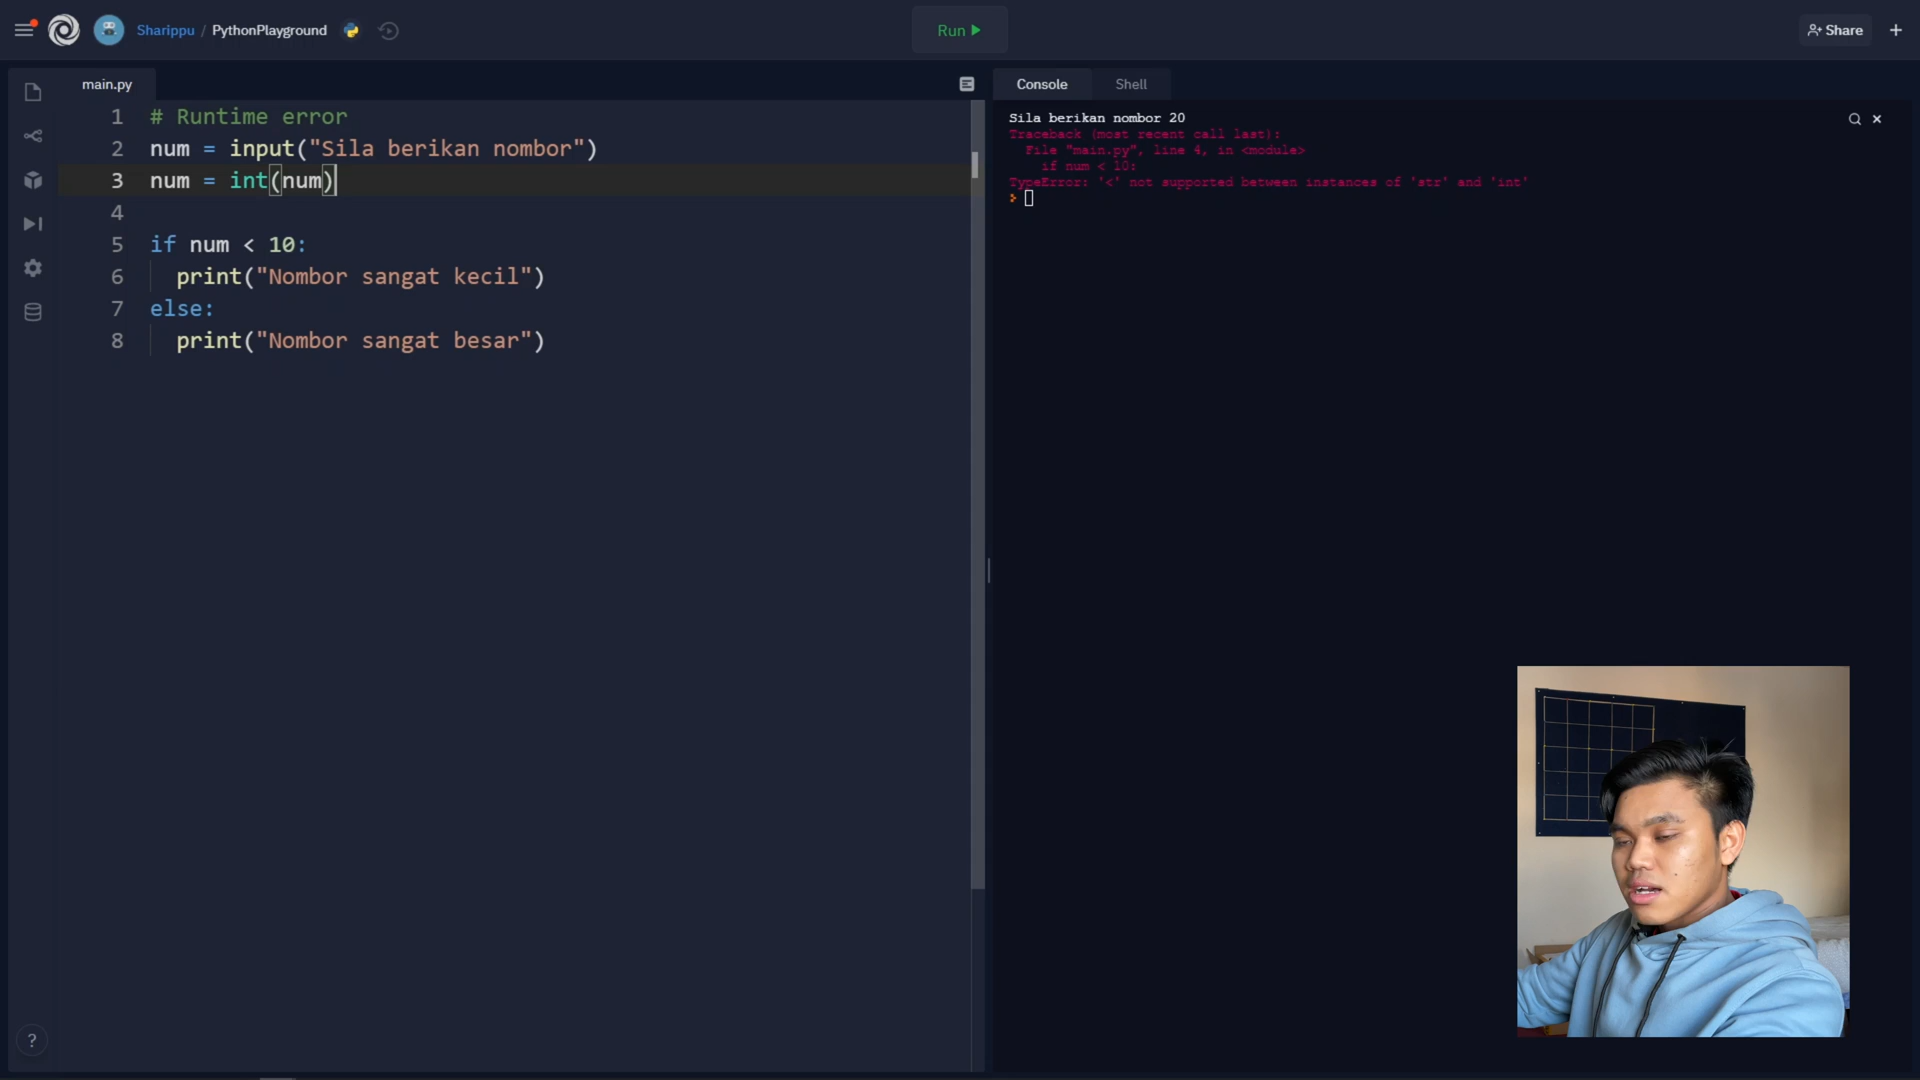 Sharippu / PythonPlayground
Run
Share
main.py
Console
Shell
1 # Runtime error
2 num = input("Sila berikan nombor")
3 num = int(num)
4
5 if num < 10:
6 print("Nombor sangat kecil")
7 else:
8 print("Nombor sangat besar")
Sila berikan nombor 20
Traceback (most recent call last):
File "main.py", line 4, in <module>
if num < 10:
TypeError: '<' not supported between instances of 'str' and 'int'
?